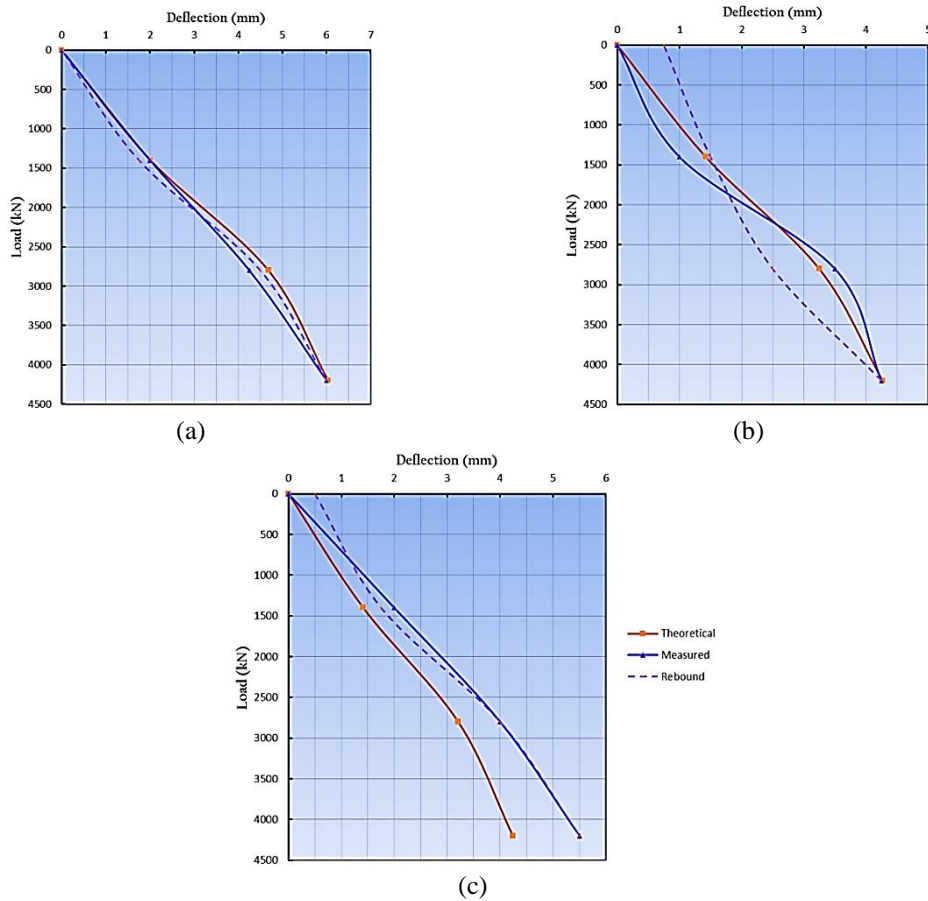 Deflection (mm)
0 1 2 3 4 5 6 7
0
500
1000
1500
2000
2500
3000
3500
4000
4500
Load (kN)
(a)
Deflection (mm)
0 1 2 3 4 5
0
500
1000
1500
2000
2500
3000
3500
4000
4500
Load (kN)
(b)
Deflection (mm)
0 1 2 3 4 5 6
0
500
1000
1500
2000
2500
3000
3500
4000
4500
Load (kN)
Theoretical
Measured
Rebound
(c)